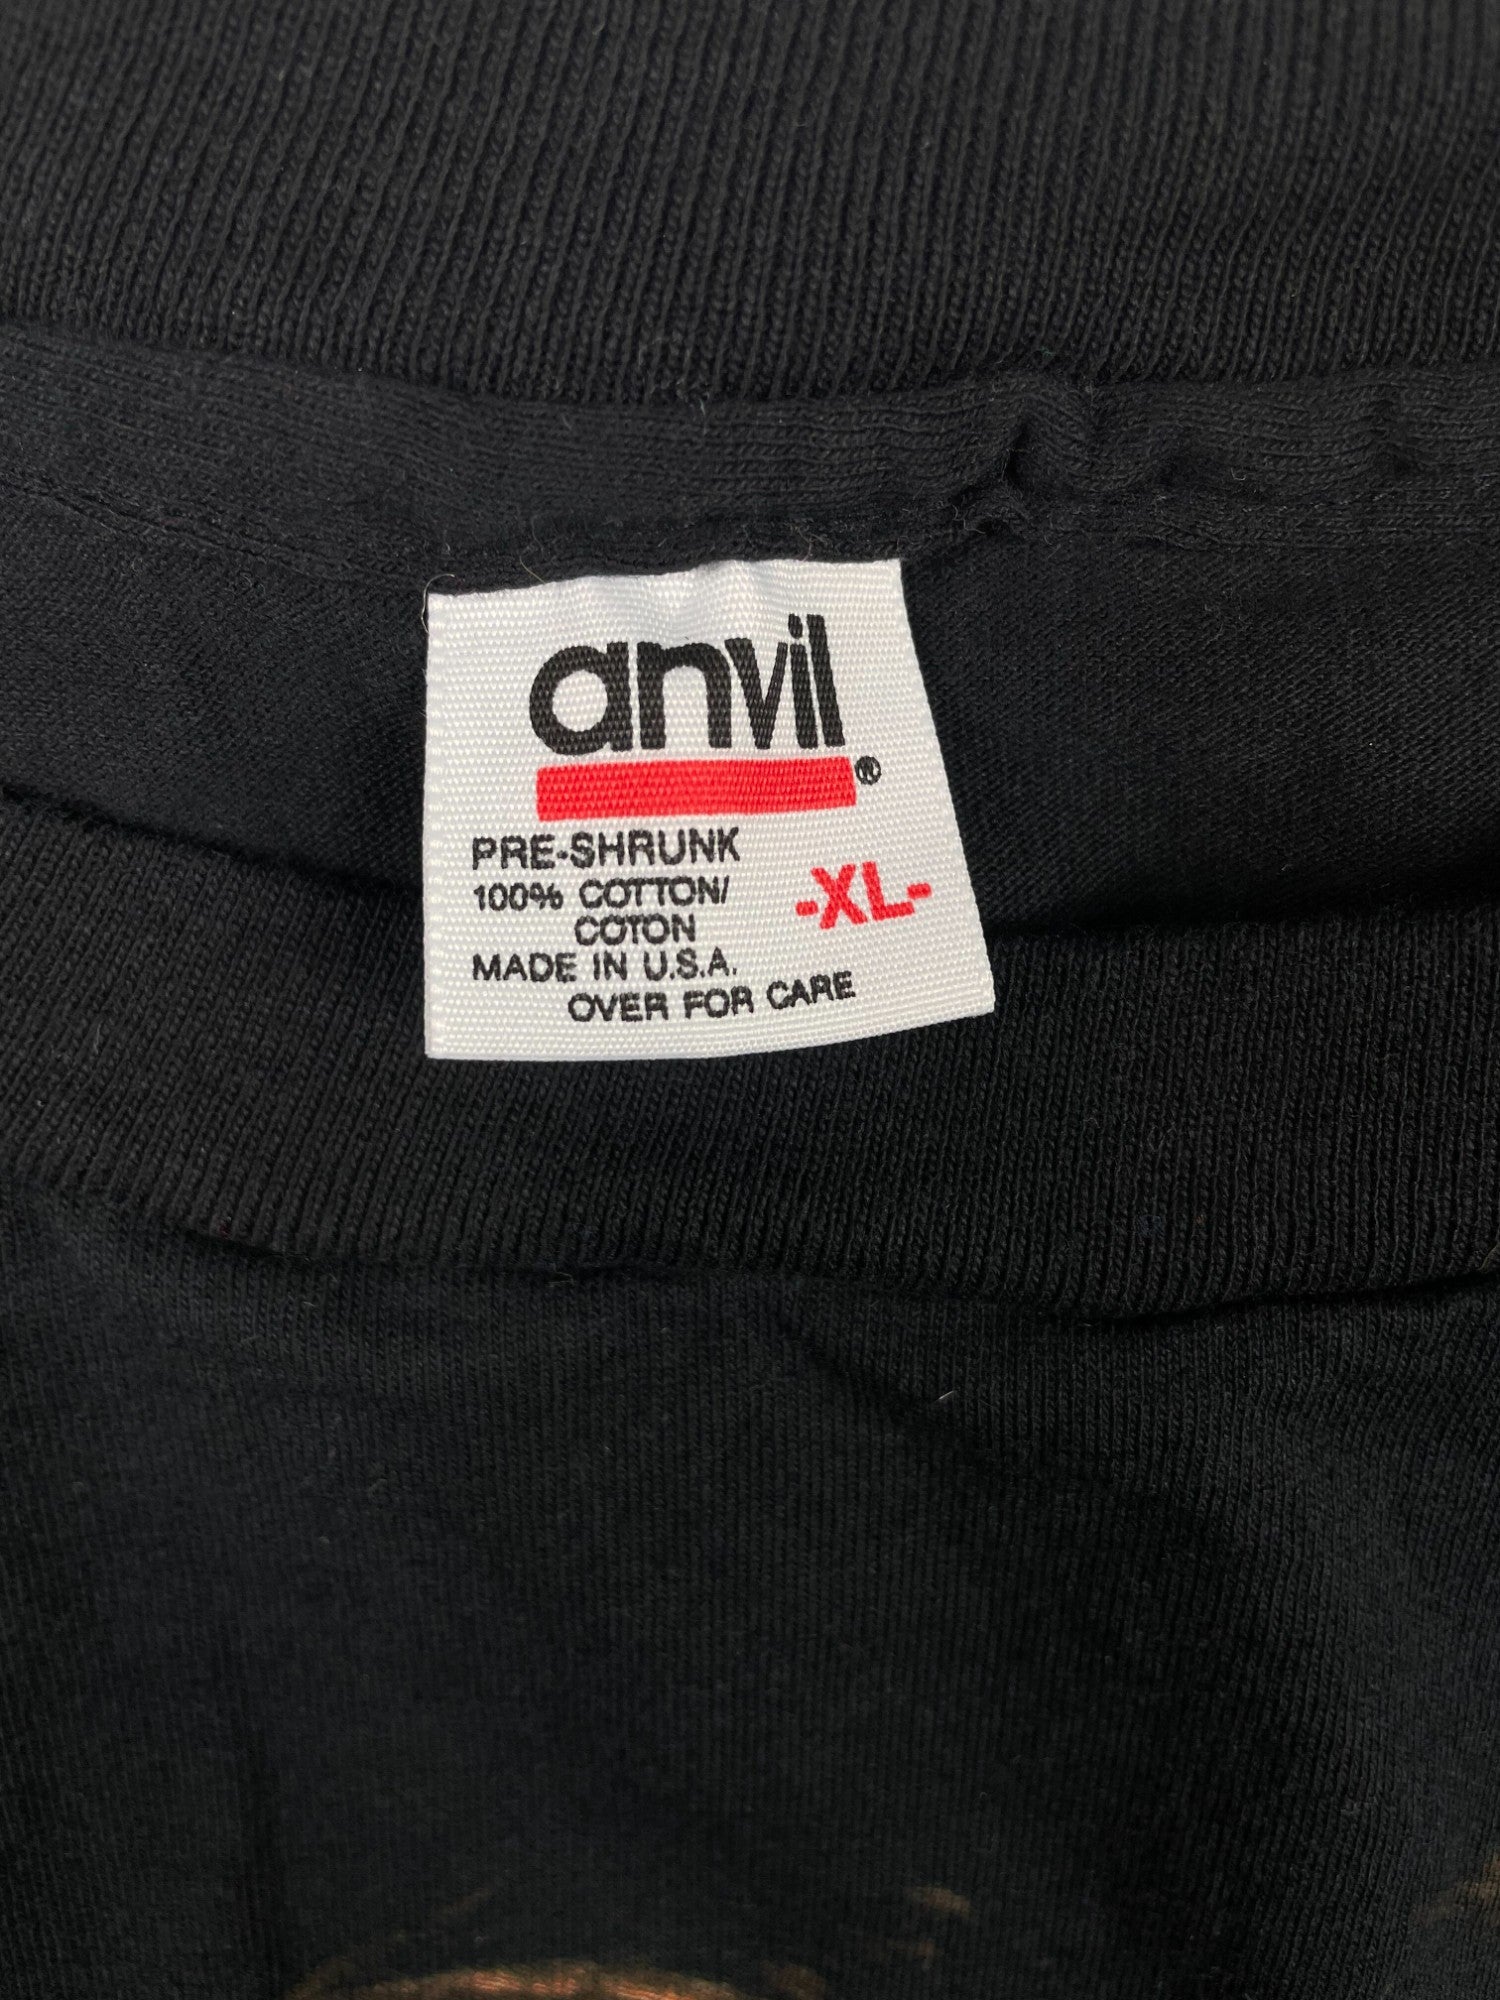 anvil®
PRE-SHRUNK
100% COTTON/
COTON
-XL-
MADE IN U.S.A.
OVER FOR CARE